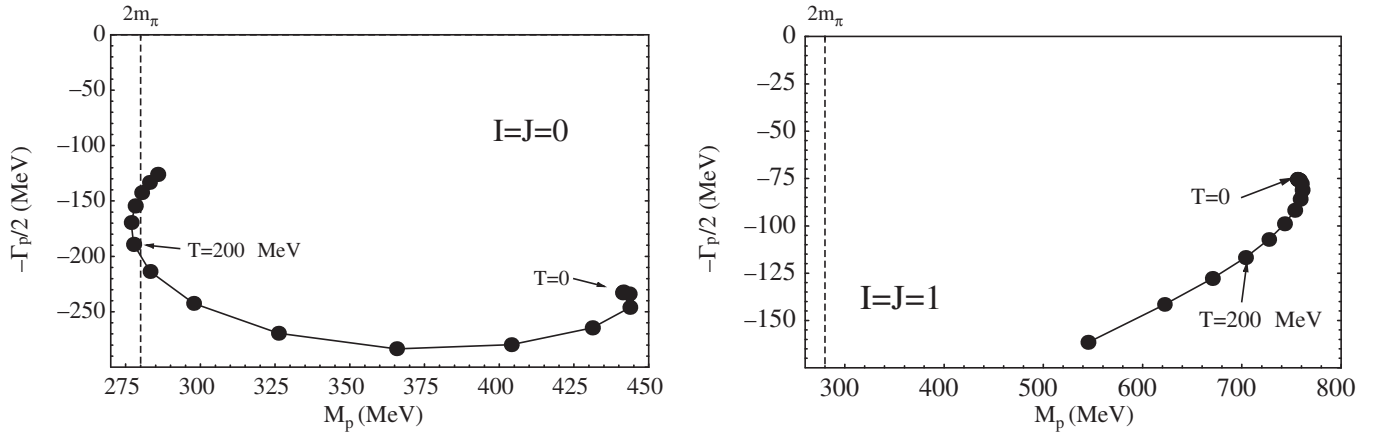 2mπ
0
−50
−100
−150
−200
−250
−Γp/2 (MeV)
I=J=0
T=200 MeV
T=0
275 300 325 350 375 400 425 450
Mp (MeV)
2mπ
0
−25
−50
−75
−100
−125
−150
−Γp/2 (MeV)
T=0
I=J=1
T=200 MeV
300 400 500 600 700 800
Mp (MeV)